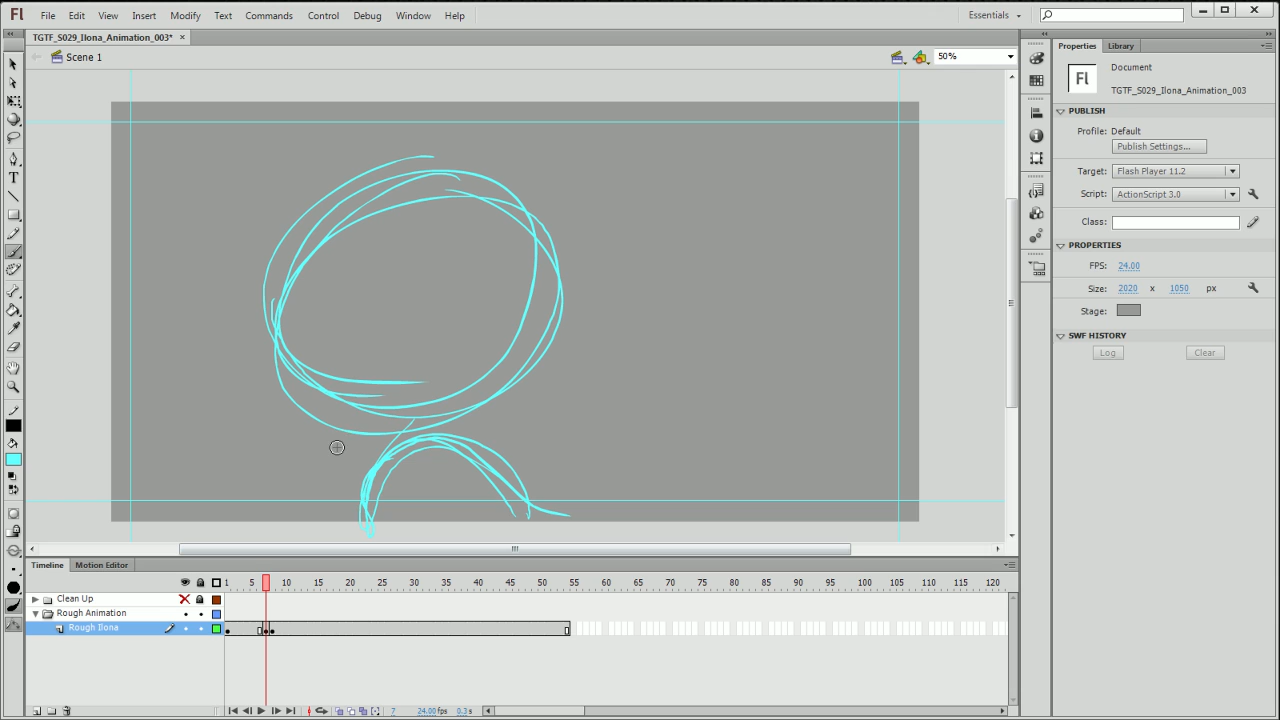 Fl File Edit View Insert Modify Text Commands Control Debug Window Help Essentials
TGTF_S029_Ilona_Animation_003* ×
Scene 1 50%
Properties Library
Fl Document
TGTF_S029_Ilona_Animation_003
PUBLISH
Profile: Default
Publish Settings...
Target: Flash Player 11.2
Script: ActionScript 3.0
Class:
PROPERTIES
FPS: 24.00
Size: 2020 x 1050 px
Stage:
SWF HISTORY
Log Clear
T
Timeline Motion Editor
1 5 10 15 20 25 30 35 40 45 50 55 60 65 70 75 80 85 90 95 100 105 110 115 120
Clean Up
Rough Animation
Rough Ilona
7 24.00fps 0.3s